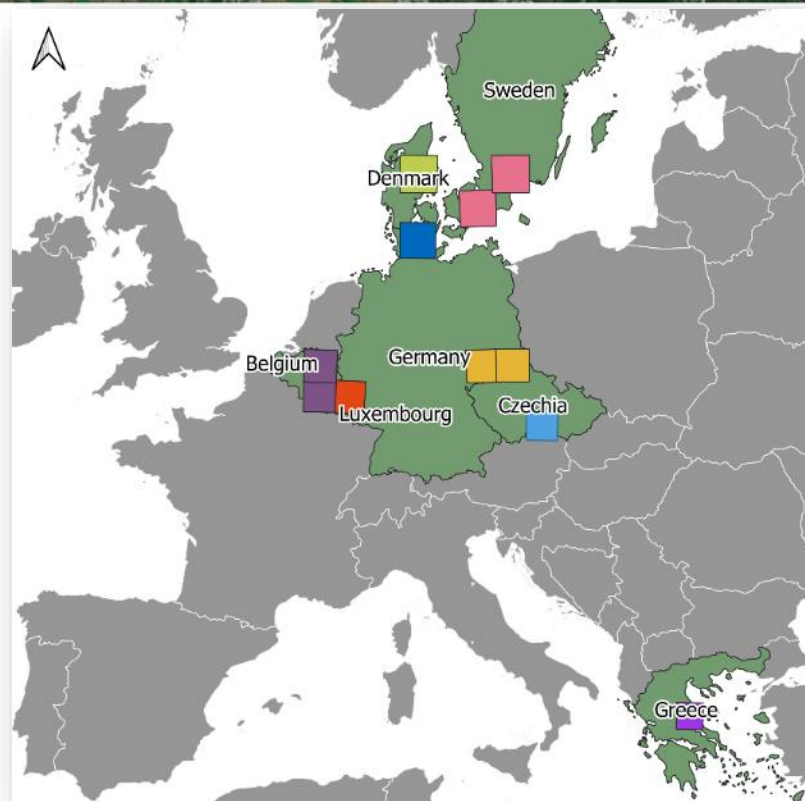 Sweden
Denmark
Germany
Belgium
Luxembourg
Czechia
Greece